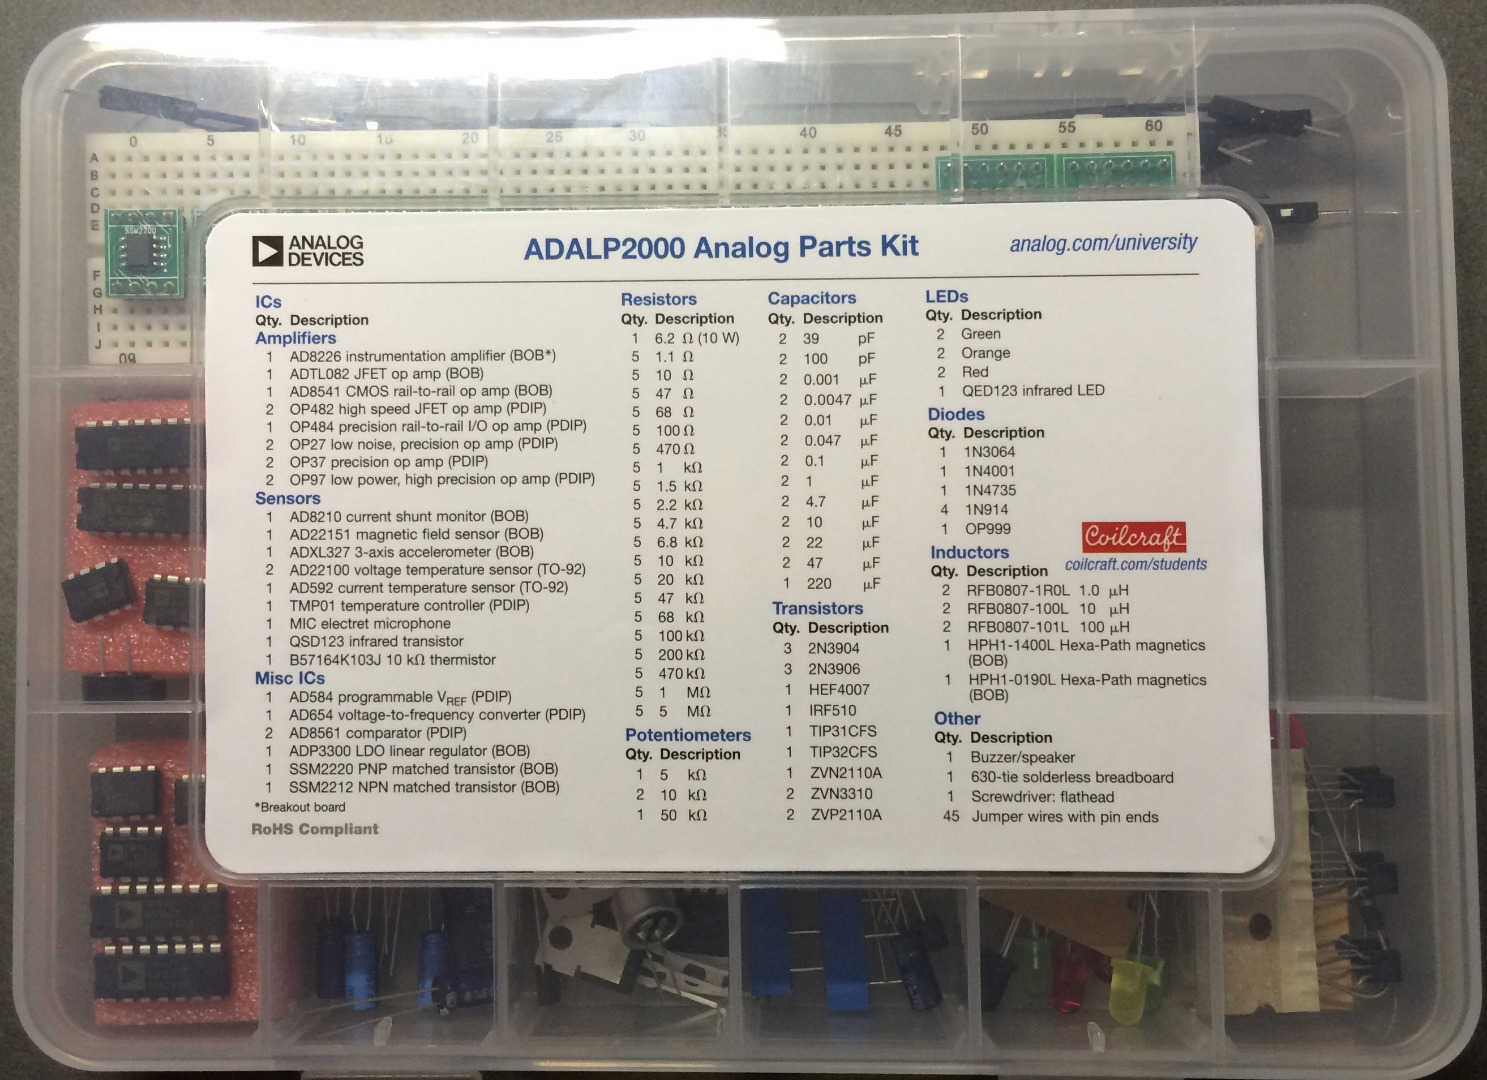 0 5 10 15 20 25 30 35 40 45 50 55 60
A
B
C
D
E
F
G
H
I
J
09
ANALOG
DEVICES
ADALP2000 Analog Parts Kit
analog.com/university
ICs
Qty. Description
Amplifiers
1 AD8226 instrumentation amplifier (BOB*)
1 ADTL082 JFET op amp (BOB)
1 AD8541 CMOS rail-to-rail op amp (BOB)
2 OP482 high speed JFET op amp (PDIP)
1 OP484 precision rail-to-rail I/O op amp (PDIP)
2 OP27 low noise, precision op amp (PDIP)
2 OP37 precision op amp (PDIP)
2 OP97 low power, high precision op amp (PDIP)
Sensors
1 AD8210 current shunt monitor (BOB)
1 AD22151 magnetic field sensor (BOB)
1 ADXL327 3-axis accelerometer (BOB)
2 AD22100 voltage temperature sensor (TO-92)
1 AD592 current temperature sensor (TO-92)
1 TMP01 temperature controller (PDIP)
1 MIC electret microphone
1 QSD123 infrared transistor
1 B57164K103J 10 kΩ thermistor
Misc ICs
1 AD584 programmable VREF (PDIP)
1 AD654 voltage-to-frequency converter (PDIP)
2 AD8561 comparator (PDIP)
1 ADP3300 LDO linear regulator (BOB)
1 SSM2220 PNP matched transistor (BOB)
1 SSM2212 NPN matched transistor (BOB)
*Breakout board
RoHS Compliant
Resistors
Qty. Description
1 6.2 Ω (10 W)
5 1.1 Ω
5 10 Ω
5 47 Ω
5 68 Ω
5 100 Ω
5 470 Ω
5 1 kΩ
5 1.5 kΩ
5 2.2 kΩ
5 4.7 kΩ
5 6.8 kΩ
5 10 kΩ
5 20 kΩ
5 47 kΩ
5 68 kΩ
5 100 kΩ
5 200 kΩ
5 470 kΩ
5 1 MΩ
5 5 MΩ
Potentiometers
Qty. Description
1 5 kΩ
2 10 kΩ
1 50 kΩ
Capacitors
Qty. Description
2 39 pF
2 100 pF
2 0.001 µF
2 0.0047 µF
2 0.01 µF
2 0.047 µF
2 0.1 µF
2 1 µF
2 4.7 µF
2 10 µF
2 22 µF
2 47 µF
1 220 µF
Transistors
Qty. Description
3 2N3904
3 2N3906
1 HEF4007
1 IRF510
1 TIP31CFS
1 TIP32CFS
1 ZVN2110A
2 ZVN3310
2 ZVP2110A
LEDs
Qty. Description
2 Green
2 Orange
2 Red
1 QED123 infrared LED
Diodes
Qty. Description
1 1N3064
1 1N4001
1 1N4735
4 1N914
1 OP999
Coilcraft
coilcraft.com/students
Inductors
Qty. Description
2 RFB0807-1R0L 1.0 µH
2 RFB0807-100L 10 µH
2 RFB0807-101L 100 µH
1 HPH1-1400L Hexa-Path magnetics
(BOB)
1 HPH1-0190L Hexa-Path magnetics
(BOB)
Other
Qty. Description
1 Buzzer/speaker
1 630-tie solderless breadboard
1 Screwdriver: flathead
45 Jumper wires with pin ends